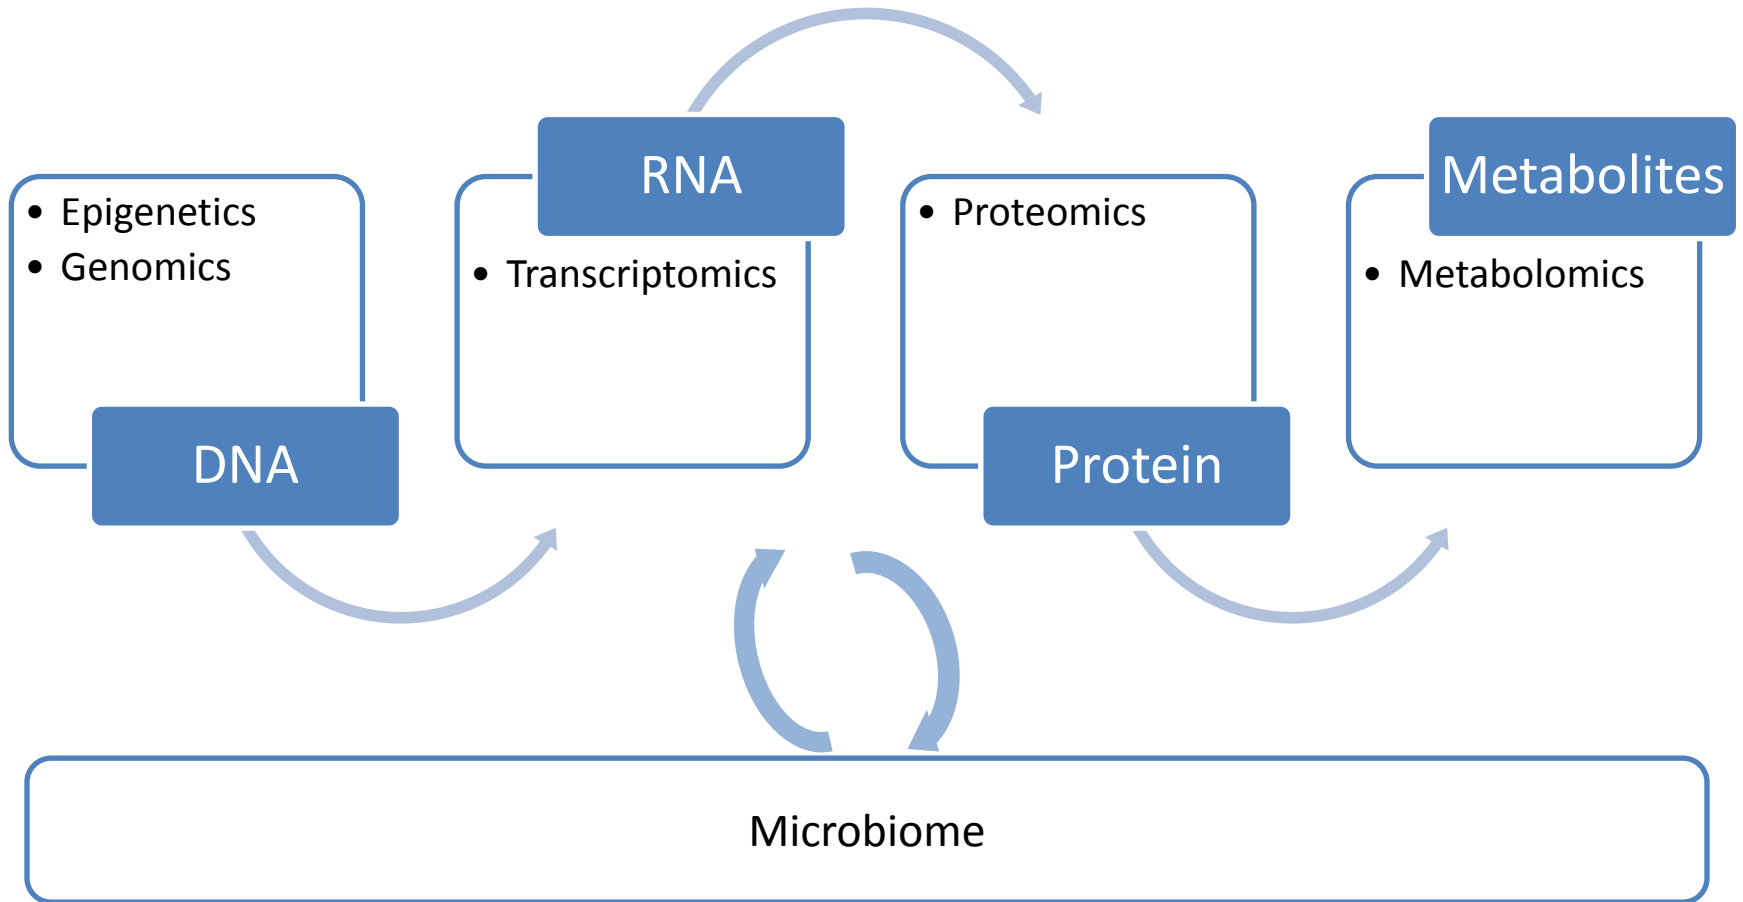 • Epigenetics
• Genomics
DNA
RNA
• Transcriptomics
• Proteomics
Protein
Metabolites
• Metabolomics
Microbiome